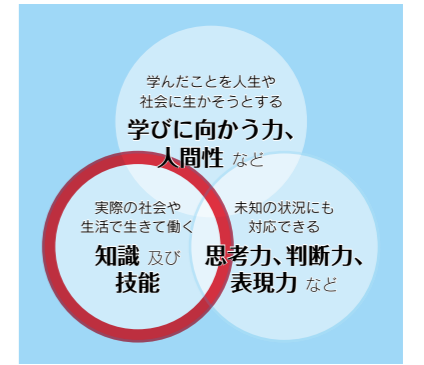 学んだことを人生や
社会に生かそうとする
学びに向かう力、
人間性 など
実際の社会や
生活で生きて働く
知識 及び
技能
未知の状況にも
対応できる
思考力、判断力、
表現力 など